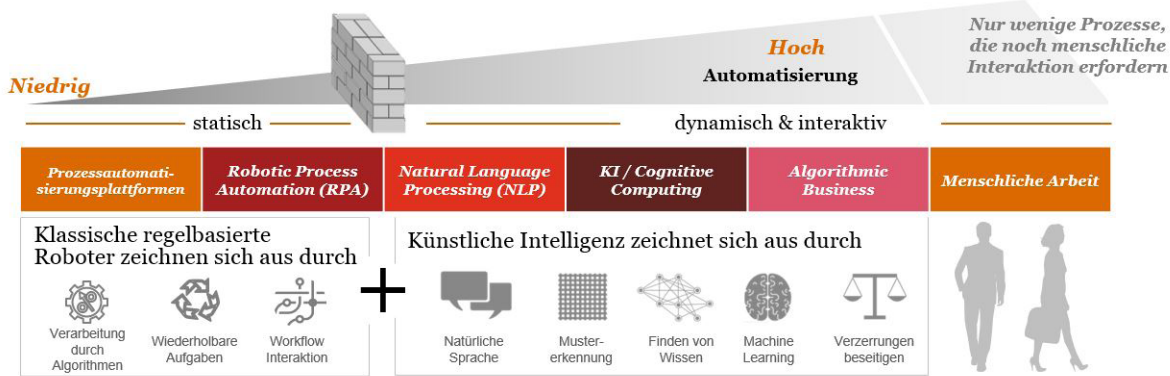 Nur wenige Prozesse,
die noch menschliche
Interaktion erfordern
Hoch
Automatisierung
Niedrig
statisch
dynamisch & interaktiv
Prozessautomati-
sierungsplattformen
Robotic Process
Automation (RPA)
Natural Language
Processing (NLP)
KI / Cognitive
Computing
Algorithmic
Business
Menschliche Arbeit
Klassische regelbasierte
Roboter zeichnen sich aus durch
Verarbeitung
durch
Algorithmen
Wiederholbare
Aufgaben
Workflow
Interaktion
+
Künstliche Intelligenz zeichnet sich aus durch
Natürliche
Sprache
Muster-
erkennung
Finden von
Wissen
Machine
Learning
Verzerrungen
beseitigen